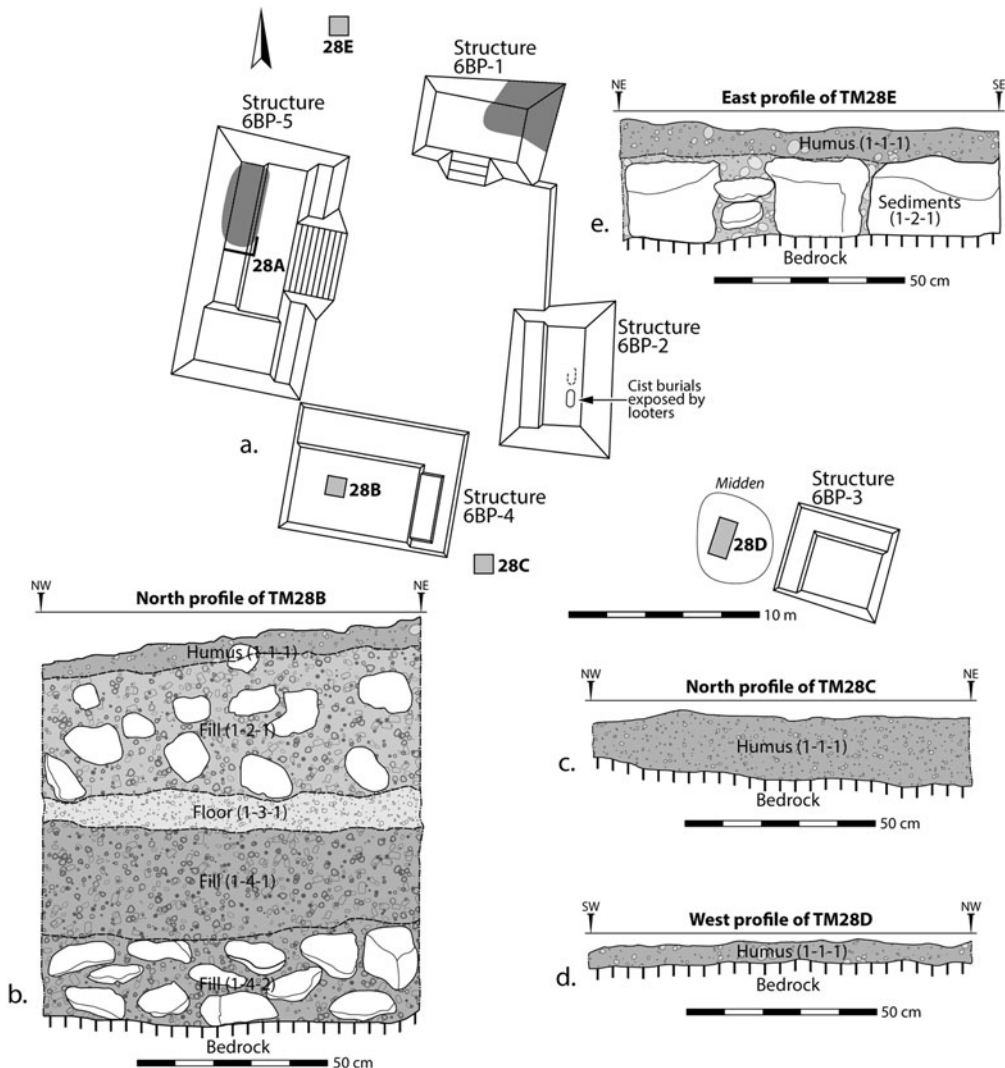 28E
Structure
6BP-1
Structure
6BP-5
28A
Structure
6BP-2
Cist burials
exposed by
looters
a.
28B
Structure
6BP-4
28C
Midden
28D
Structure
6BP-3
10 m
NE
SE
East profile of TM28E
Humus (1-1-1)
Sediments
(1-2-1)
e.
Bedrock
50 cm
NW
NE
North profile of TM28B
Humus (1-1-1)
Fill (1-2-1)
Floor (1-3-1)
Fill (1-4-1)
Fill (1-4-2)
b.
Bedrock
50 cm
NW
NE
North profile of TM28C
Humus (1-1-1)
c.
Bedrock
50 cm
SW
NW
West profile of TM28D
Humus (1-1-1)
d.
Bedrock
50 cm